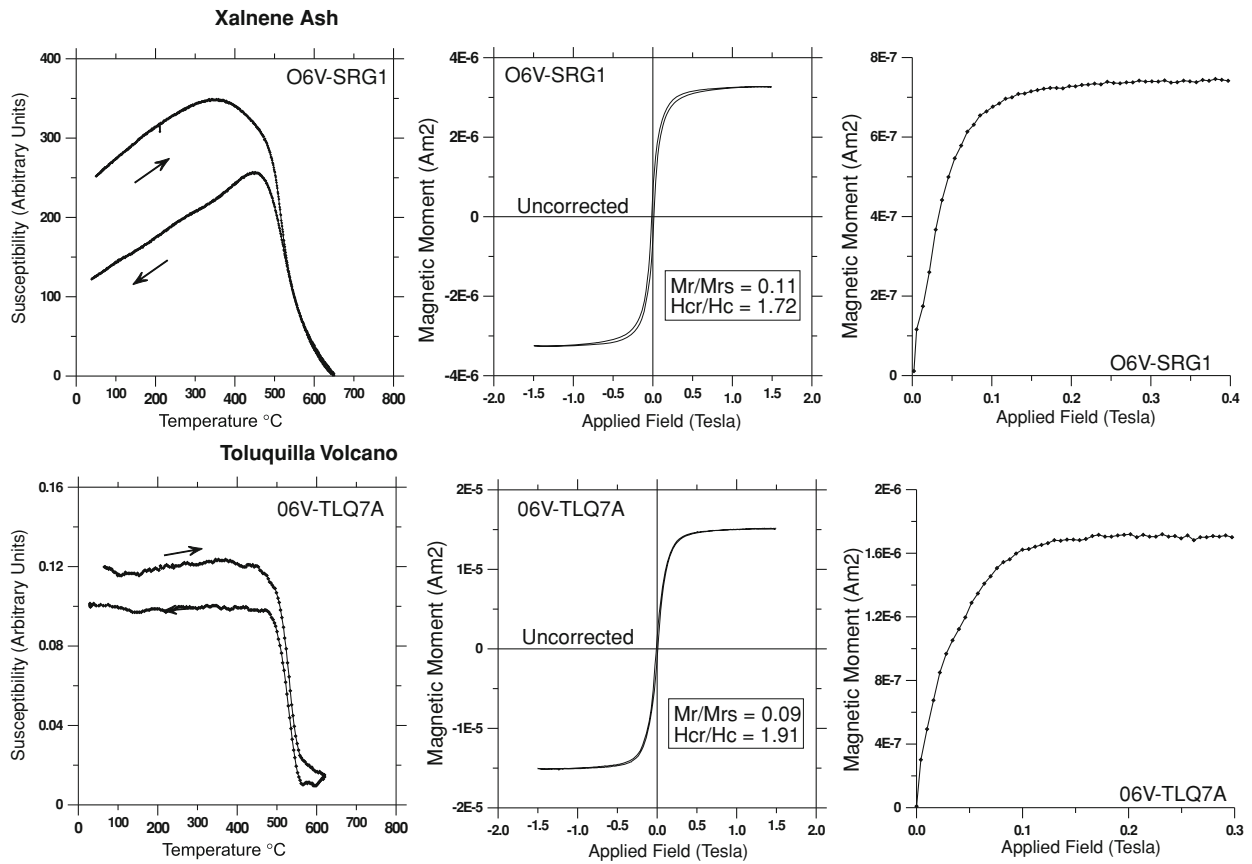 Xalnene Ash
Susceptibility (Arbitrary Units)
400
300
200
100
0
O6V-SRG1
0 100 200 300 400 500 600 700 800
Temperature °C
Magnetic Moment (Am2)
4E-6
2E-6
0
-2E-6
-4E-6
O6V-SRG1
Uncorrected
Mr/Mrs = 0.11
Hcr/Hc = 1.72
-2.0 -1.5 -1.0 -0.5 0.0 0.5 1.0 1.5 2.0
Applied Field (Tesla)
Magnetic Moment (Am2)
8E-7
6E-7
4E-7
2E-7
0
O6V-SRG1
0.0 0.1 0.2 0.3 0.4
Applied Field (Tesla)
Toluquilla Volcano
Susceptibility (Arbitrary Units)
0.16
0.12
0.08
0.04
0
06V-TLQ7A
0 100 200 300 400 500 600 700 800
Temperature °C
Magnetic Moment (Am2)
2E-5
1E-5
0
-1E-5
-2E-5
06V-TLQ7A
Uncorrected
Mr/Mrs = 0.09
Hcr/Hc = 1.91
-2.0 -1.5 -1.0 -0.5 0.0 0.5 1.0 1.5 2.0
Applied Field (Tesla)
Magnetic Moment (Am2)
2E-6
1.6E-6
1.2E-6
8E-7
4E-7
0
06V-TLQ7A
0.0 0.1 0.2 0.3
Applied Field (Tesla)